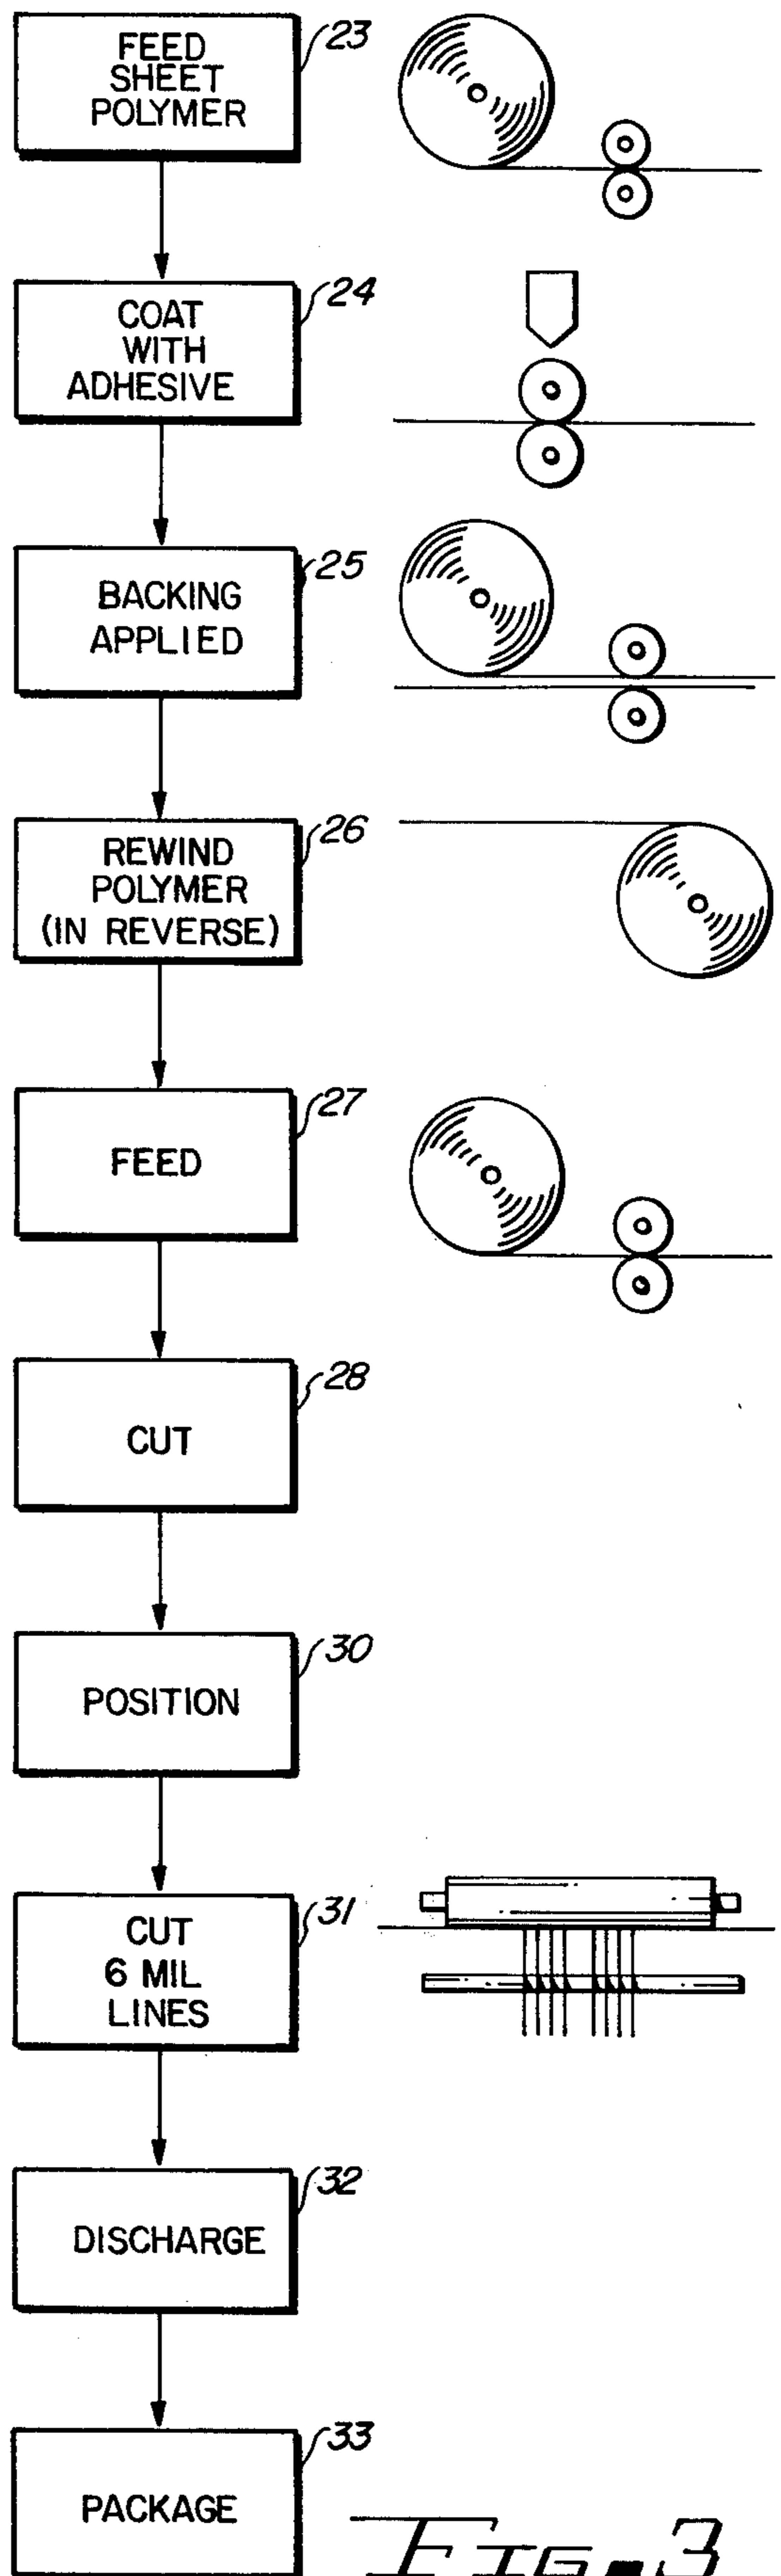 FEED
SHEET
POLYMER
23
COAT
WITH
ADHESIVE
24
BACKING
APPLIED
25
REWIND
POLYMER
(IN REVERSE)
26
FEED
27
CUT
28
POSITION
30
CUT
6 MIL
LINES
31
DISCHARGE
32
PACKAGE
33
FIG. 3